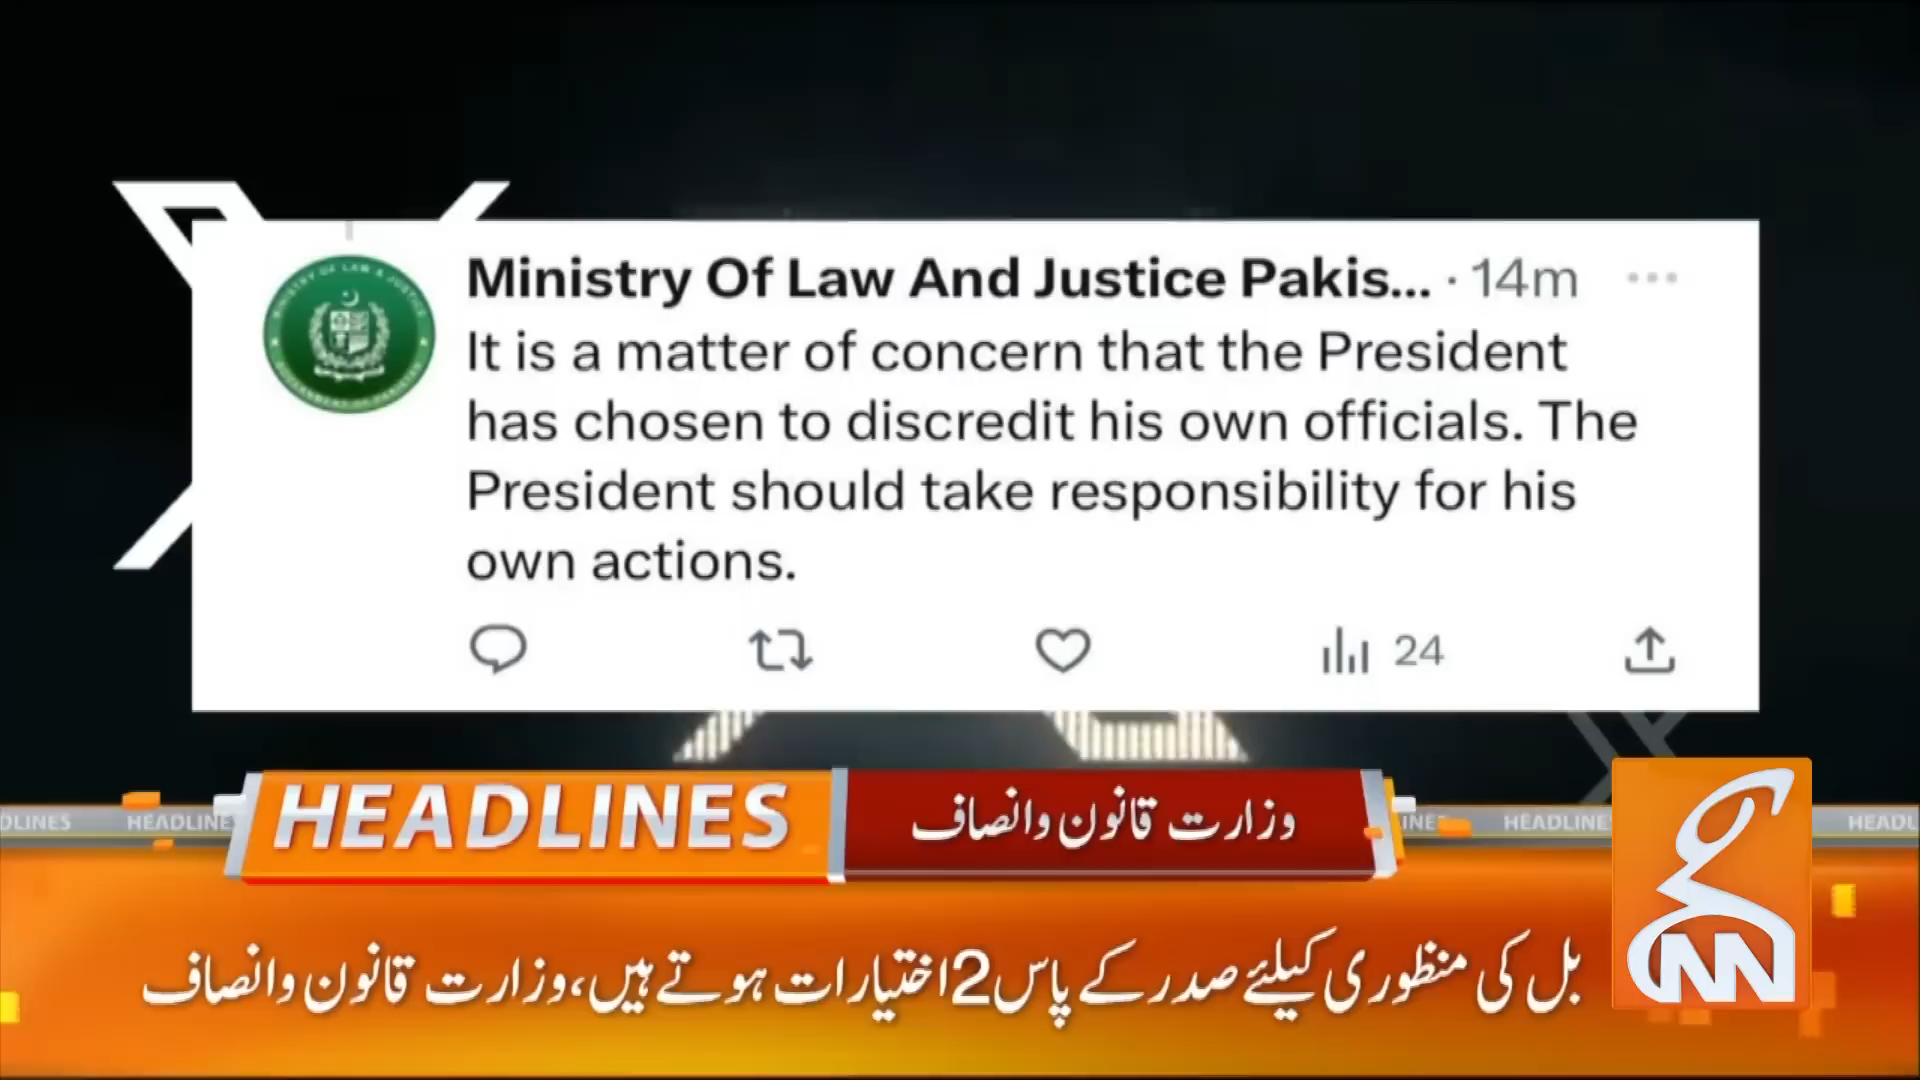 Ministry Of Law And Justice Pakis... · 14m
It is a matter of concern that the President
has chosen to discredit his own officials. The
President should take responsibility for his
own actions.
24
HEADLINES
وزارت قانون وانصاف
HEADLINES
بل کی منظوری کیلئے صدر کے پاس 2 اختیارات ہوتے ہیں، وزارت قانون وانصاف
GNN